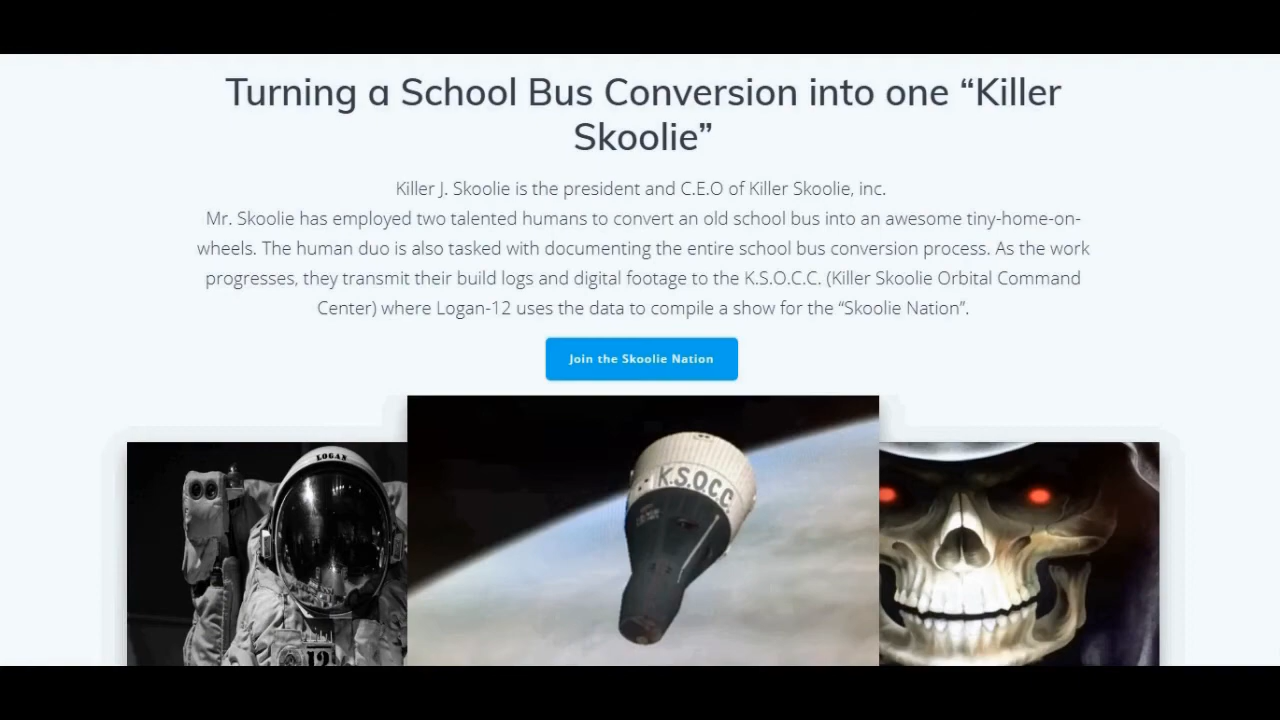 Turning a School Bus Conversion into one “Killer
Skoolie”
Killer J. Skoolie is the president and C.E.O of Killer Skoolie, inc.
Mr. Skoolie has employed two talented humans to convert an old school bus into an awesome tiny-home-on-
wheels. The human duo is also tasked with documenting the entire school bus conversion process. As the work
progresses, they transmit their build logs and digital footage to the K.S.O.C.C. (Killer Skoolie Orbital Command
Center) where Logan-12 uses the data to compile a show for the “Skoolie Nation”.
Join the Skoolie Nation
LOGAN
K.S.O.C.C.
12